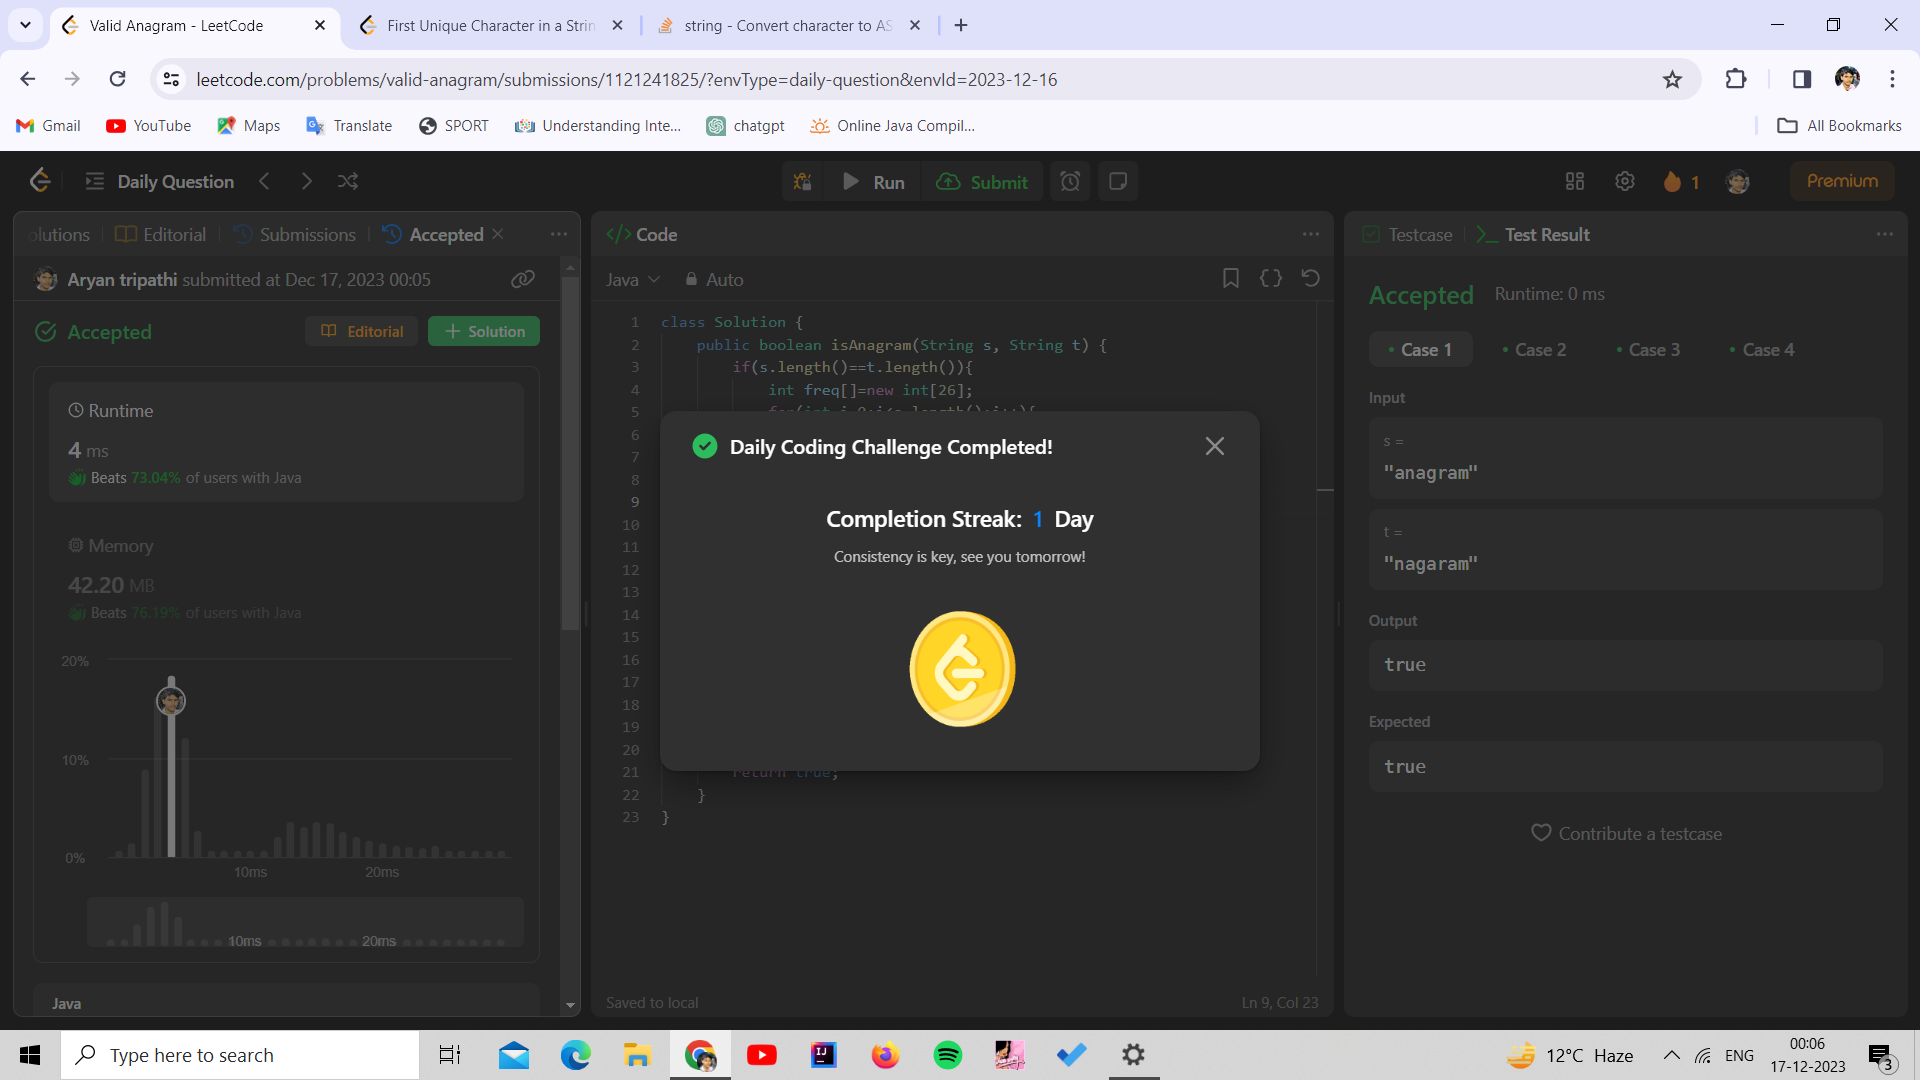 Valid Anagram - LeetCode
First Unique Character in a Strin
string - Convert character to AS
leetcode.com/problems/valid-anagram/submissions/1121241825/?envType=daily-question&envId=2023-12-16
Gmail YouTube Maps Translate SPORT Understanding Inte... chatgpt Online Java Compil... All Bookmarks
Daily Question Run Submit 1 Premium
olutions Editorial Submissions Accepted
Aryan tripathi submitted at Dec 17, 2023 00:05
Accepted Editorial + Solution
Runtime
4 ms
Beats 73.04% of users with Java
Memory
42.20 MB
Beats 76.19% of users with Java
20%
10%
0%
10ms 20ms
10ms 20ms
Java
</> Code
Java Auto
1 class Solution {
2 public boolean isAnagram(String s, String t) {
3 if(s.length()==t.length()){
4 int freq[]=new int[26];
5 for(int i=0;i<s.length();i++){
6
7
8
9
10
11
12
13
14
15
16
17
18
19
20
21 return true;
22 }
23 }
Saved to local Ln 9, Col 23
Daily Coding Challenge Completed!
Completion Streak: 1 Day
Consistency is key, see you tomorrow!
Testcase >_ Test Result
Accepted Runtime: 0 ms
• Case 1 • Case 2 • Case 3 • Case 4
Input
s =
"anagram"
t =
"nagaram"
Output
true
Expected
true
Contribute a testcase
Type here to search
IJ
12°C Haze
ENG
00:06
17-12-2023
3